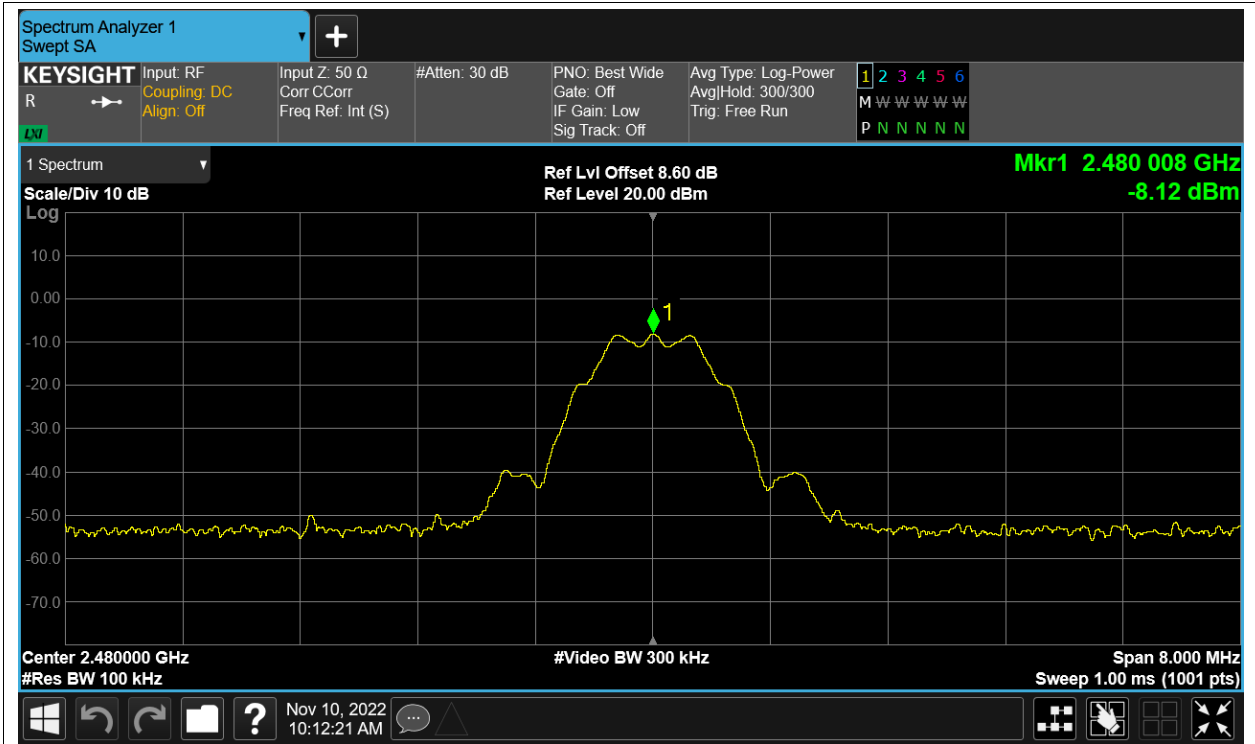 Spectrum Analyzer 1
Swept SA
KEYSIGHT
R
LXI
Input: RF
Coupling: DC
Align: Off
Input Z: 50 Ω
Corr CCorr
Freq Ref: Int (S)
#Atten: 30 dB
PNO: Best Wide
Gate: Off
IF Gain: Low
Sig Track: Off
Avg Type: Log-Power
Avg|Hold: 300/300
Trig: Free Run
1 2 3 4 5 6
M W W W W W
P N N N N N
1 Spectrum
Scale/Div 10 dB
Log
Ref Lvl Offset 8.60 dB
Ref Level 20.00 dBm
Mkr1 2.480 008 GHz
-8.12 dBm
10.0
0.00
-10.0
-20.0
-30.0
-40.0
-50.0
-60.0
-70.0
1
Center 2.480000 GHz
#Res BW 100 kHz
#Video BW 300 kHz
Span 8.000 MHz
Sweep 1.00 ms (1001 pts)
?
Nov 10, 2022
10:12:21 AM